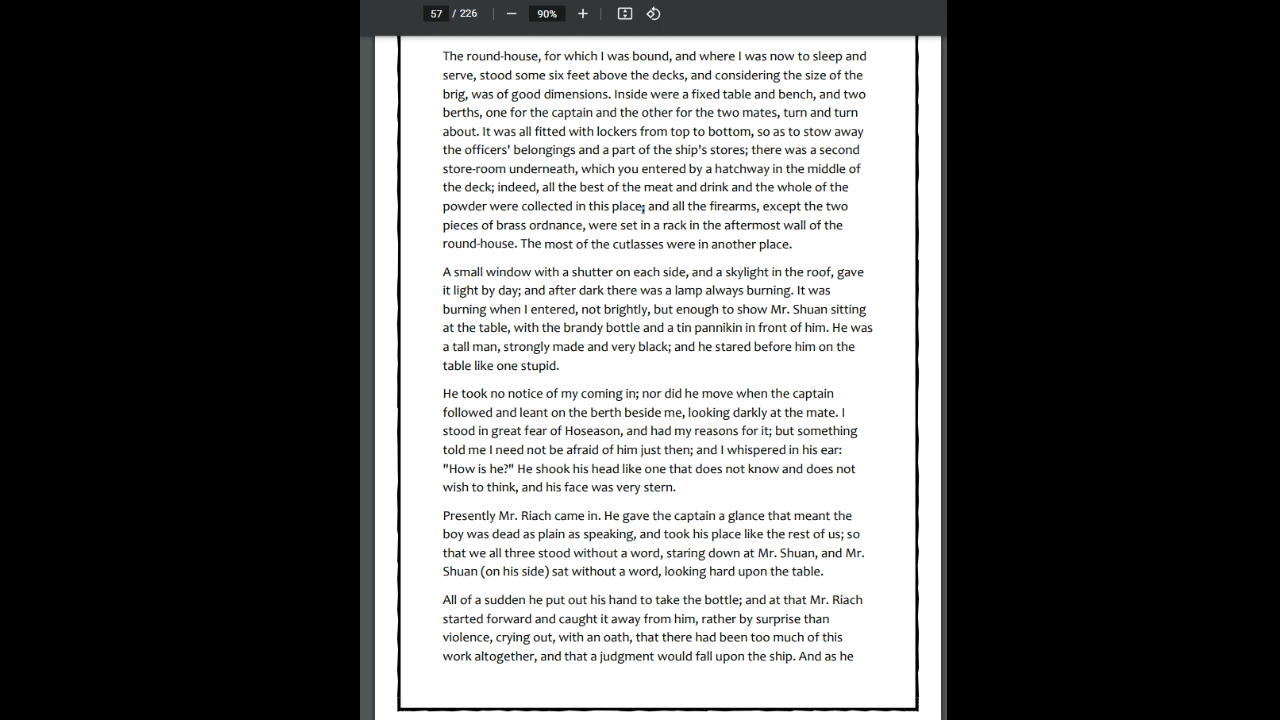 57 / 226 90%
The round-house, for which I was bound, and where I was now to sleep and
serve, stood some six feet above the decks, and considering the size of the
brig, was of good dimensions. Inside were a fixed table and bench, and two
berths, one for the captain and the other for the two mates, turn and turn
about. It was all fitted with lockers from top to bottom, so as to stow away
the officers' belongings and a part of the ship's stores; there was a second
store-room underneath, which you entered by a hatchway in the middle of
the deck; indeed, all the best of the meat and drink and the whole of the
powder were collected in this place; and all the firearms, except the two
pieces of brass ordnance, were set in a rack in the aftermost wall of the
round-house. The most of the cutlasses were in another place.
A small window with a shutter on each side, and a skylight in the roof, gave
it light by day; and after dark there was a lamp always burning. It was
burning when I entered, not brightly, but enough to show Mr. Shuan sitting
at the table, with the brandy bottle and a tin pannikin in front of him. He was
a tall man, strongly made and very black; and he stared before him on the
table like one stupid.
He took no notice of my coming in; nor did he move when the captain
followed and leant on the berth beside me, looking darkly at the mate. I
stood in great fear of Hoseason, and had my reasons for it; but something
told me I need not be afraid of him just then; and I whispered in his ear:
"How is he?" He shook his head like one that does not know and does not
wish to think, and his face was very stern.
Presently Mr. Riach came in. He gave the captain a glance that meant the
boy was dead as plain as speaking, and took his place like the rest of us; so
that we all three stood without a word, staring down at Mr. Shuan, and Mr.
Shuan (on his side) sat without a word, looking hard upon the table.
All of a sudden he put out his hand to take the bottle; and at that Mr. Riach
started forward and caught it away from him, rather by surprise than
violence, crying out, with an oath, that there had been too much of this
work altogether, and that a judgment would fall upon the ship. And as he